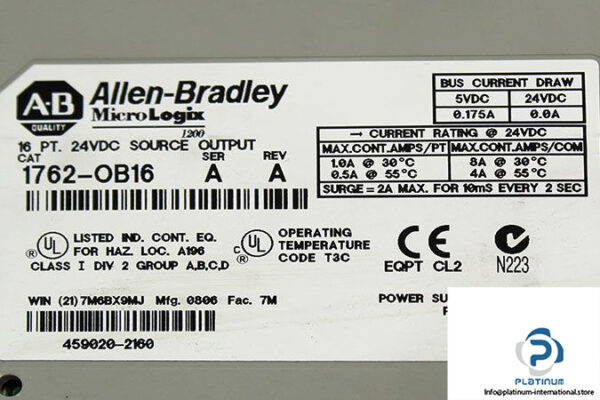 A-B
QUALITY
Allen-Bradley
MicroLogix
1200
16 PT. 24VDC SOURCE OUTPUT
CAT SER REV
1762-OB16 A A
BUS CURRENT DRAW
5VDC 24VDC
0.175A 0.0A
→ CURRENT RATING @ 24VDC
MAX.CONT.AMPS/PT MAX.CONT.AMPS/COM
1.0A @ 30°C 8A @ 30°C
0.5A @ 55°C 4A @ 55°C
SURGE = 2A MAX. FOR 10mS EVERY 2 SEC
UL ® LISTED IND. CONT. EQ.
FOR HAZ. LOC. A196
CLASS I DIV 2 GROUP A,B,C,D
C UL ® OPERATING
TEMPERATURE
CODE T3C
CE
EQPT CL2
N223
WIN (21) 7M6BX9MJ Mfg. 0806 Fac. 7M
459020-2160
POWER SU
PLATINUM
INTERNATIONAL
Info@platinum-international.store